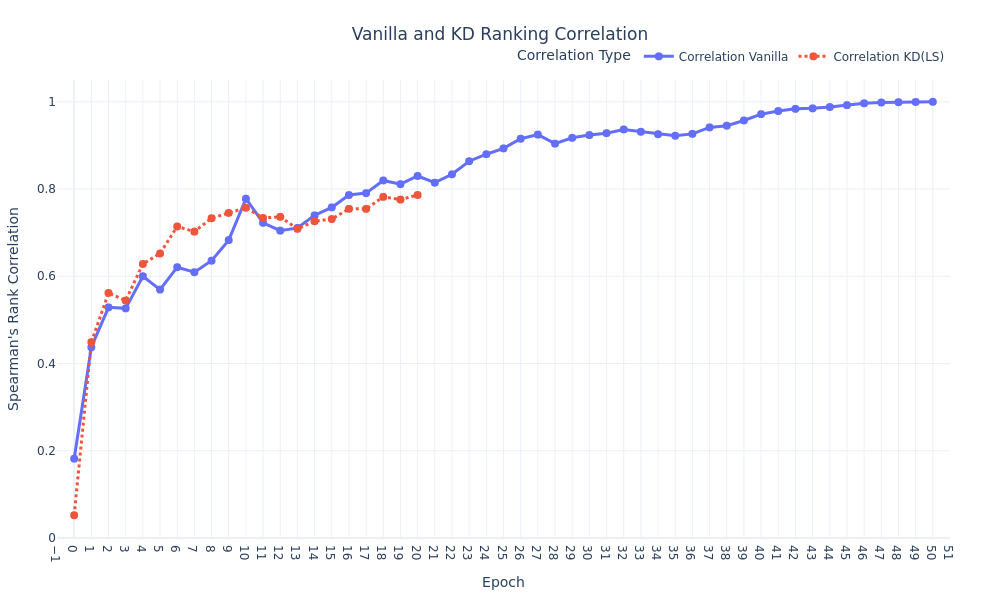 Vanilla and KD Ranking Correlation
Correlation Type Correlation Vanilla Correlation KD(LS)
Spearman's Rank Correlation
1
0.8
0.6
0.4
0.2
0
−1 0 1 2 3 4 5 6 7 8 9 10 11 12 13 14 15 16 17 18 19 20 21 22 23 24 25 26 27 28 29 30 31 32 33 34 35 36 37 38 39 40 41 42 43 44 45 46 47 48 49 50 51
Epoch